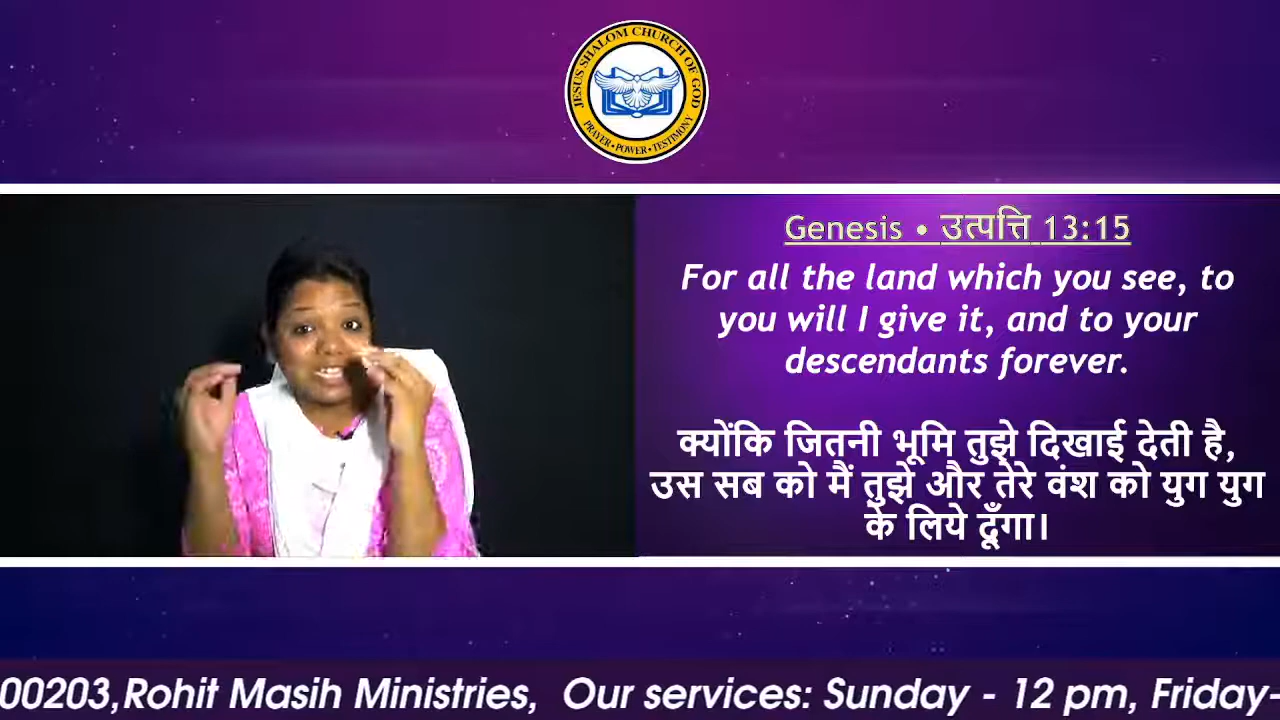 JESUS SHALOM CHURCH OF GOD
PRAYER • POWER • TESTIMONY
Genesis • उत्पत्ति 13:15
For all the land which you see, to
you will I give it, and to your
descendants forever.
क्योंकि जितनी भूमि तुझे दिखाई देती है,
उस सब को मैं तुझे और तेरे वंश को युग युग
के लिये दूँगा।
00203,Rohit Masih Ministries, Our services: Sunday - 12 pm, Friday-